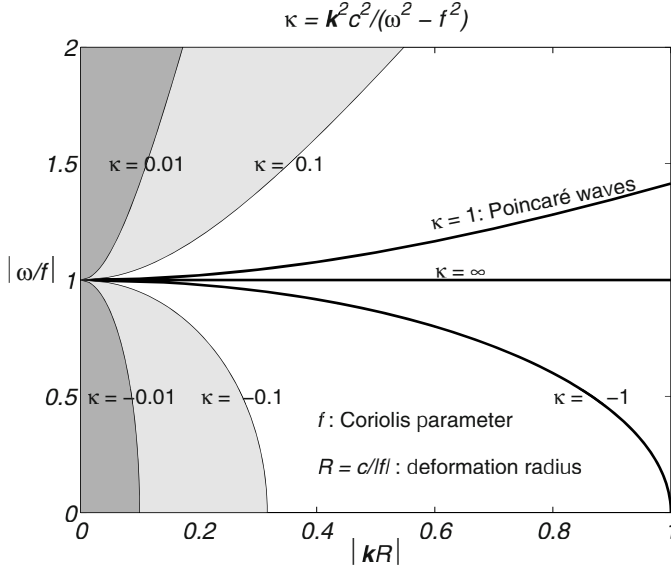 κ = k²c²/(ω² − f²)
2
κ = 0.01
κ = 0.1
1.5
κ = 1: Poincaré waves
|ω/f|
1
κ = ∞
0.5
κ = −0.01
κ = −0.1
κ = −1
f : Coriolis parameter
R = c/|f| : deformation radius
0
0
0.2
0.4
0.6
0.8
1
|kR|